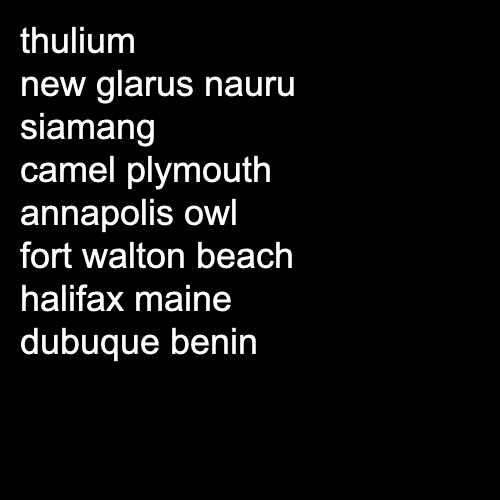 thulium
new glarus nauru
siamang
camel plymouth
annapolis owl
fort walton beach
halifax maine
dubuque benin